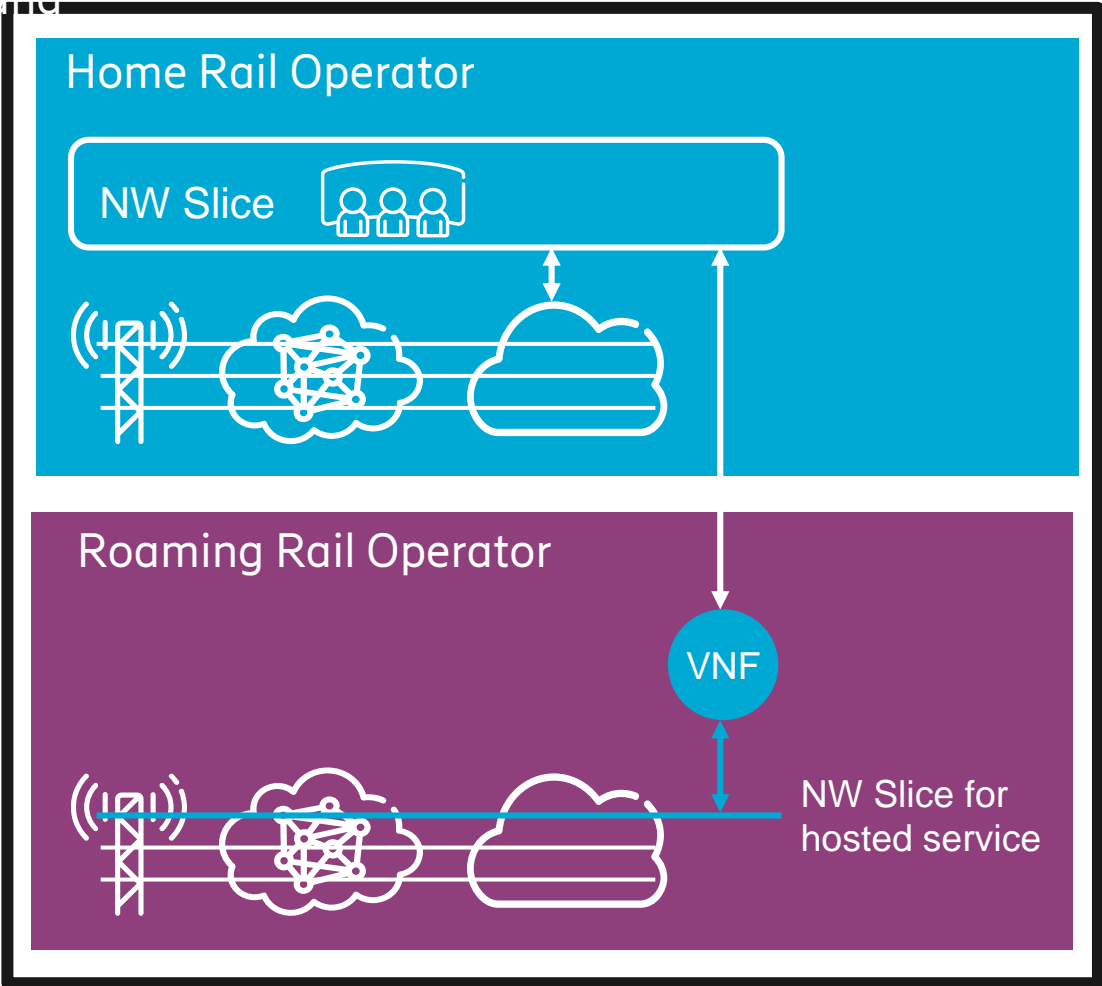 Home Rail Operator
NW Slice
Roaming Rail Operator
VNF
NW Slice for
hosted service